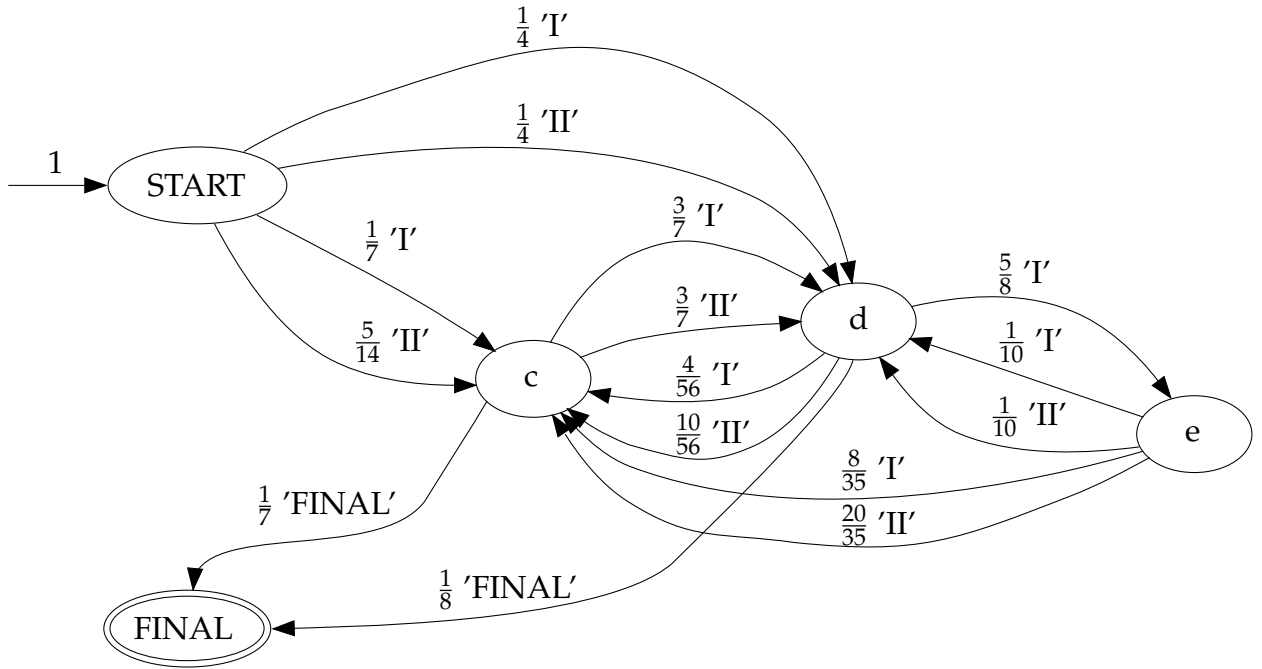 1/4 'I'
1/4 'II'
1
START
1/7 'I'
3/7 'I'
5/8 'I'
5/14 'II'
3/7 'II'
d
1/10 'I'
c
4/56 'I'
1/10 'II'
10/56 'II'
e
8/35 'I'
1/7 'FINAL'
20/35 'II'
1/8 'FINAL'
FINAL